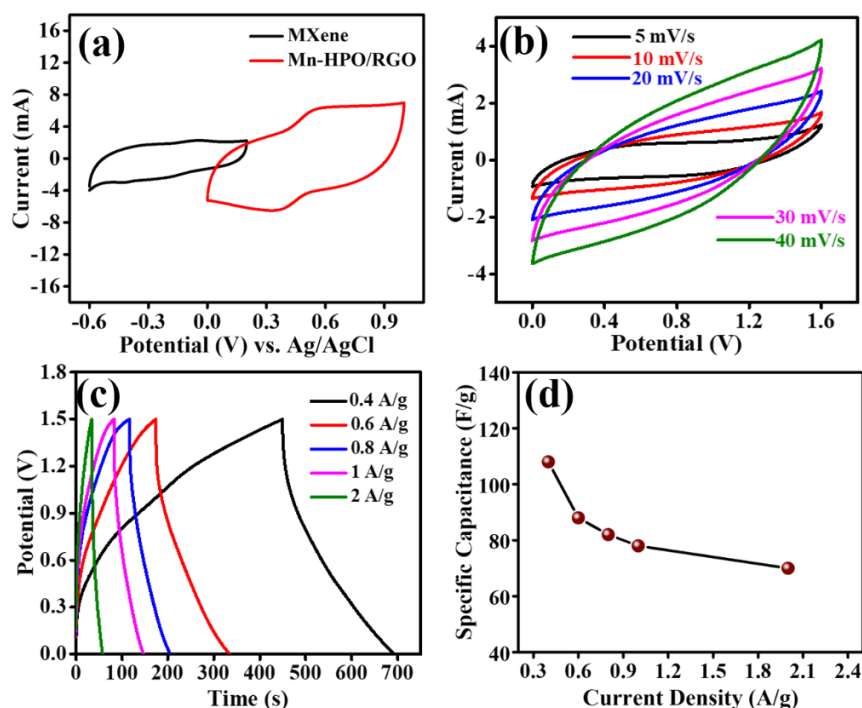 (a)
MXene
Mn-HPO/RGO
Current (mA)
16
12
8
4
0
-4
-8
-12
-16
-0.6 -0.3 0.0 0.3 0.6 0.9
Potential (V) vs. Ag/AgCl
(b)
5 mV/s
10 mV/s
20 mV/s
30 mV/s
40 mV/s
Current (mA)
4
2
0
-2
-4
0.0 0.4 0.8 1.2 1.6
Potential (V)
(c)
0.4 A/g
0.6 A/g
0.8 A/g
1 A/g
2 A/g
Potential (V)
1.8
1.5
1.2
0.9
0.6
0.3
0.0
0 100 200 300 400 500 600 700
Time (s)
(d)
Specific Capacitance (F/g)
140
120
100
80
60
40
0.3 0.6 0.9 1.2 1.5 1.8 2.1 2.4
Current Density (A/g)